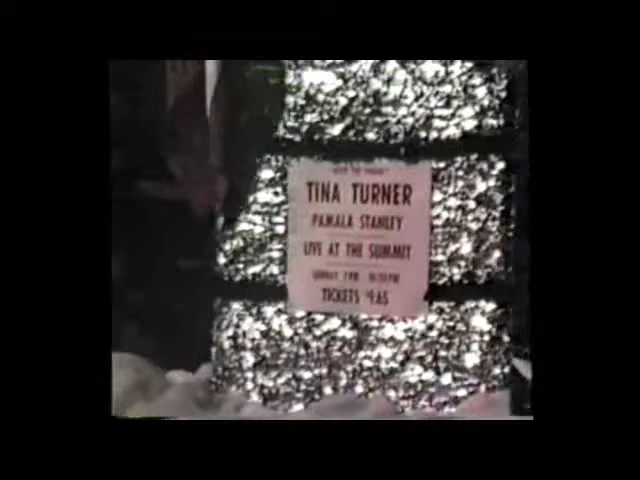 TINA TURNER
PAMALA STANLEY
LIVE AT THE SUMMIT
TICKETS $9.65